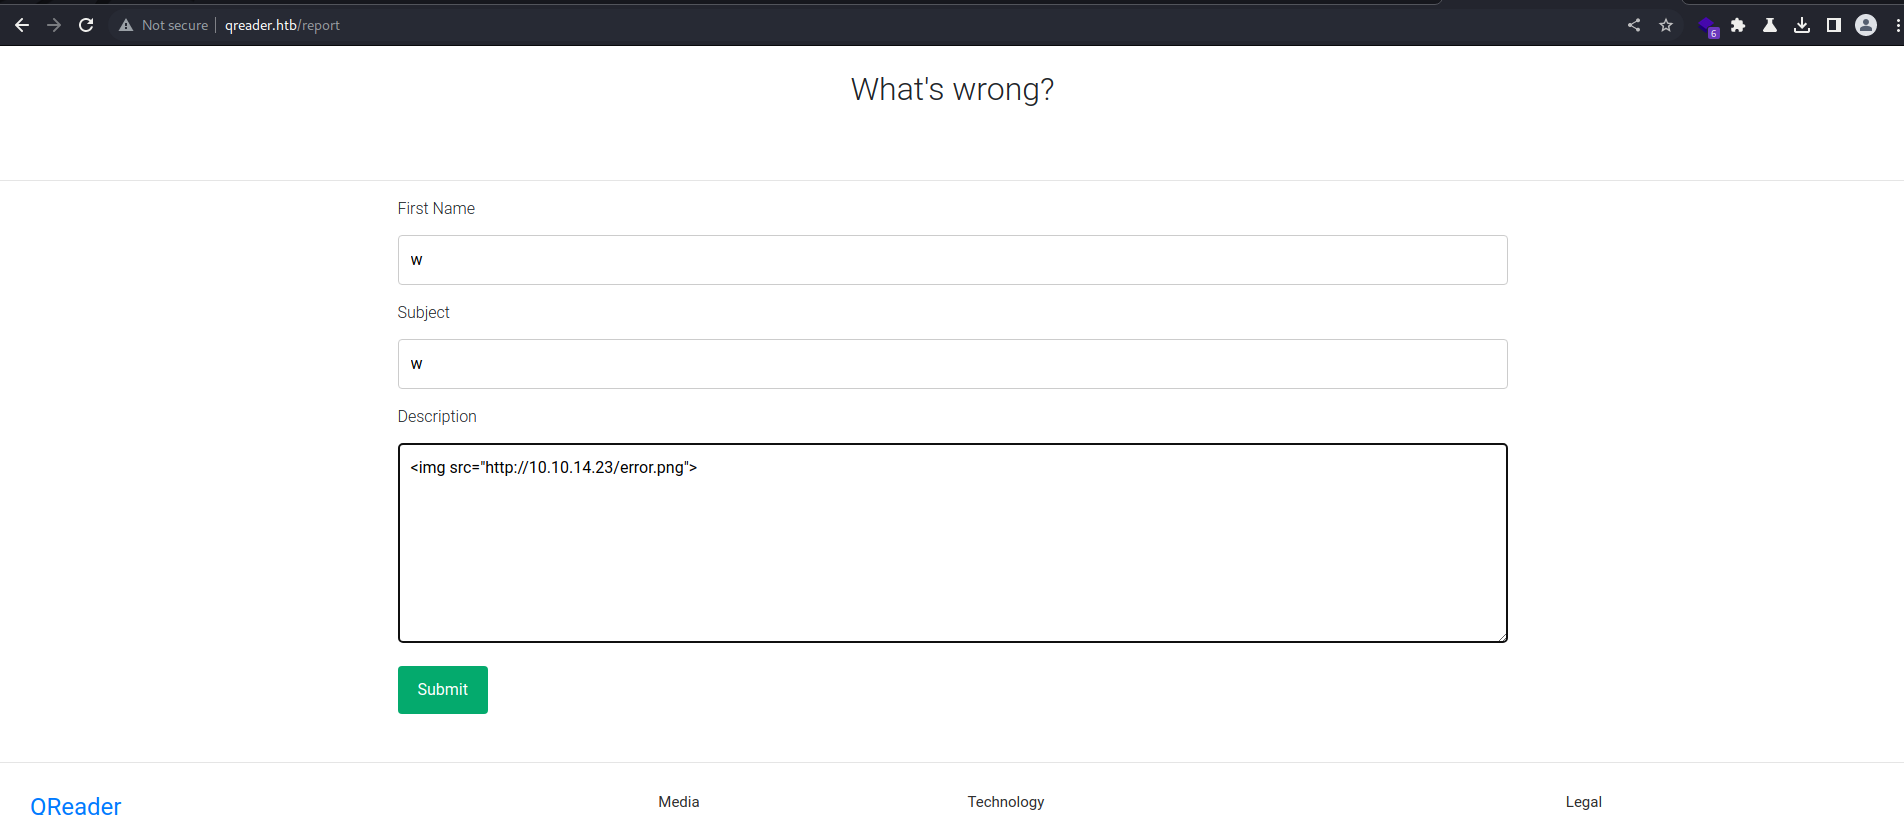 Not secure
qreader.htb/report
6
What's wrong?
First Name
w
Subject
w
Description
<img src="http://10.10.14.23/error.png">
Submit
QReader
Media
Technology
Legal